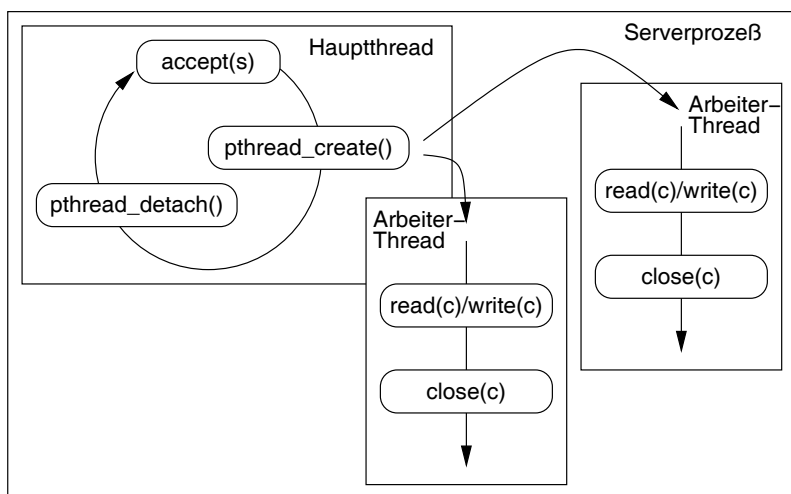 Serverprozeß
Hauptthread
accept(s)
pthread_create()
pthread_detach()
Arbeiter–
Thread
read(c)/write(c)
close(c)
Arbeiter–
Thread
read(c)/write(c)
close(c)